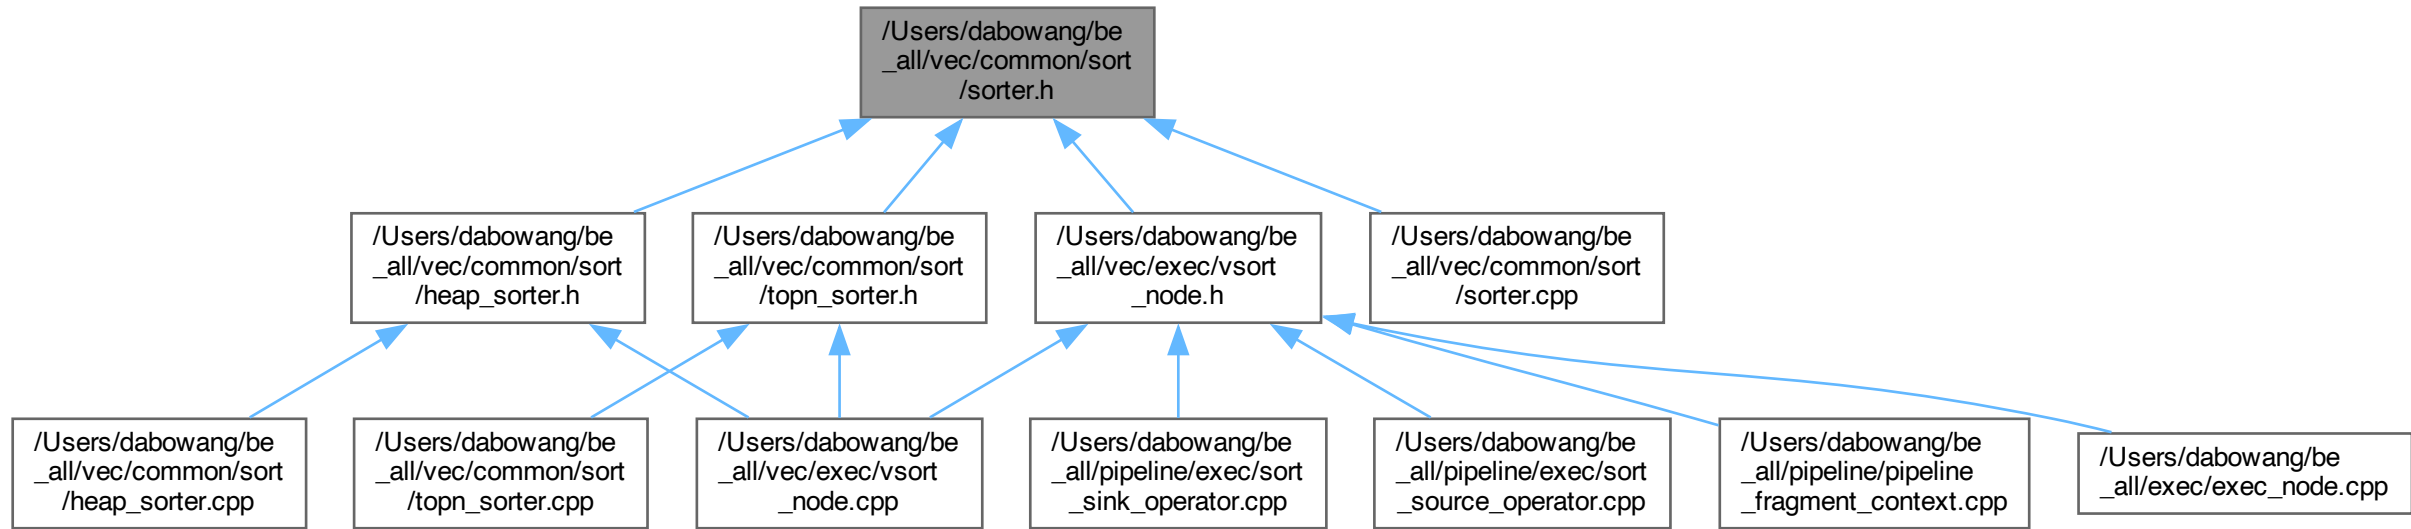 /Users/dabowang/be
_all/vec/common/sort
/sorter.h
/Users/dabowang/be
_all/vec/common/sort
/heap_sorter.h
/Users/dabowang/be
_all/vec/common/sort
/topn_sorter.h
/Users/dabowang/be
_all/vec/exec/vsort
_node.h
/Users/dabowang/be
_all/vec/common/sort
/sorter.cpp
/Users/dabowang/be
_all/vec/common/sort
/heap_sorter.cpp
/Users/dabowang/be
_all/vec/common/sort
/topn_sorter.cpp
/Users/dabowang/be
_all/vec/exec/vsort
_node.cpp
/Users/dabowang/be
_all/pipeline/exec/sort
_sink_operator.cpp
/Users/dabowang/be
_all/pipeline/exec/sort
_source_operator.cpp
/Users/dabowang/be
_all/pipeline/pipeline
_fragment_context.cpp
/Users/dabowang/be
_all/exec/exec_node.cpp